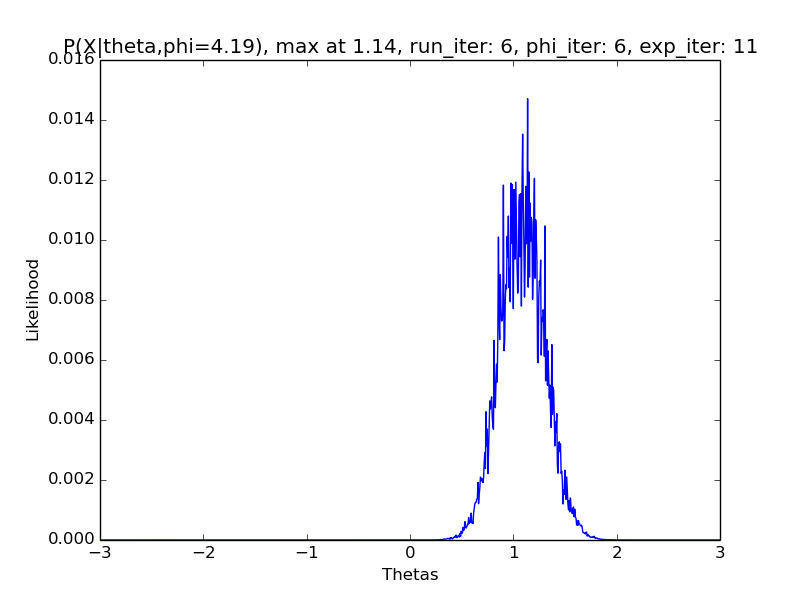 P(X|theta,phi=4.19), max at 1.14, run_iter: 6, phi_iter: 6, exp_iter: 11
0.016
0.014
0.012
0.010
0.008
0.006
0.004
0.002
0.000
Likelihood
−3 −2 −1 0 1 2 3
Thetas